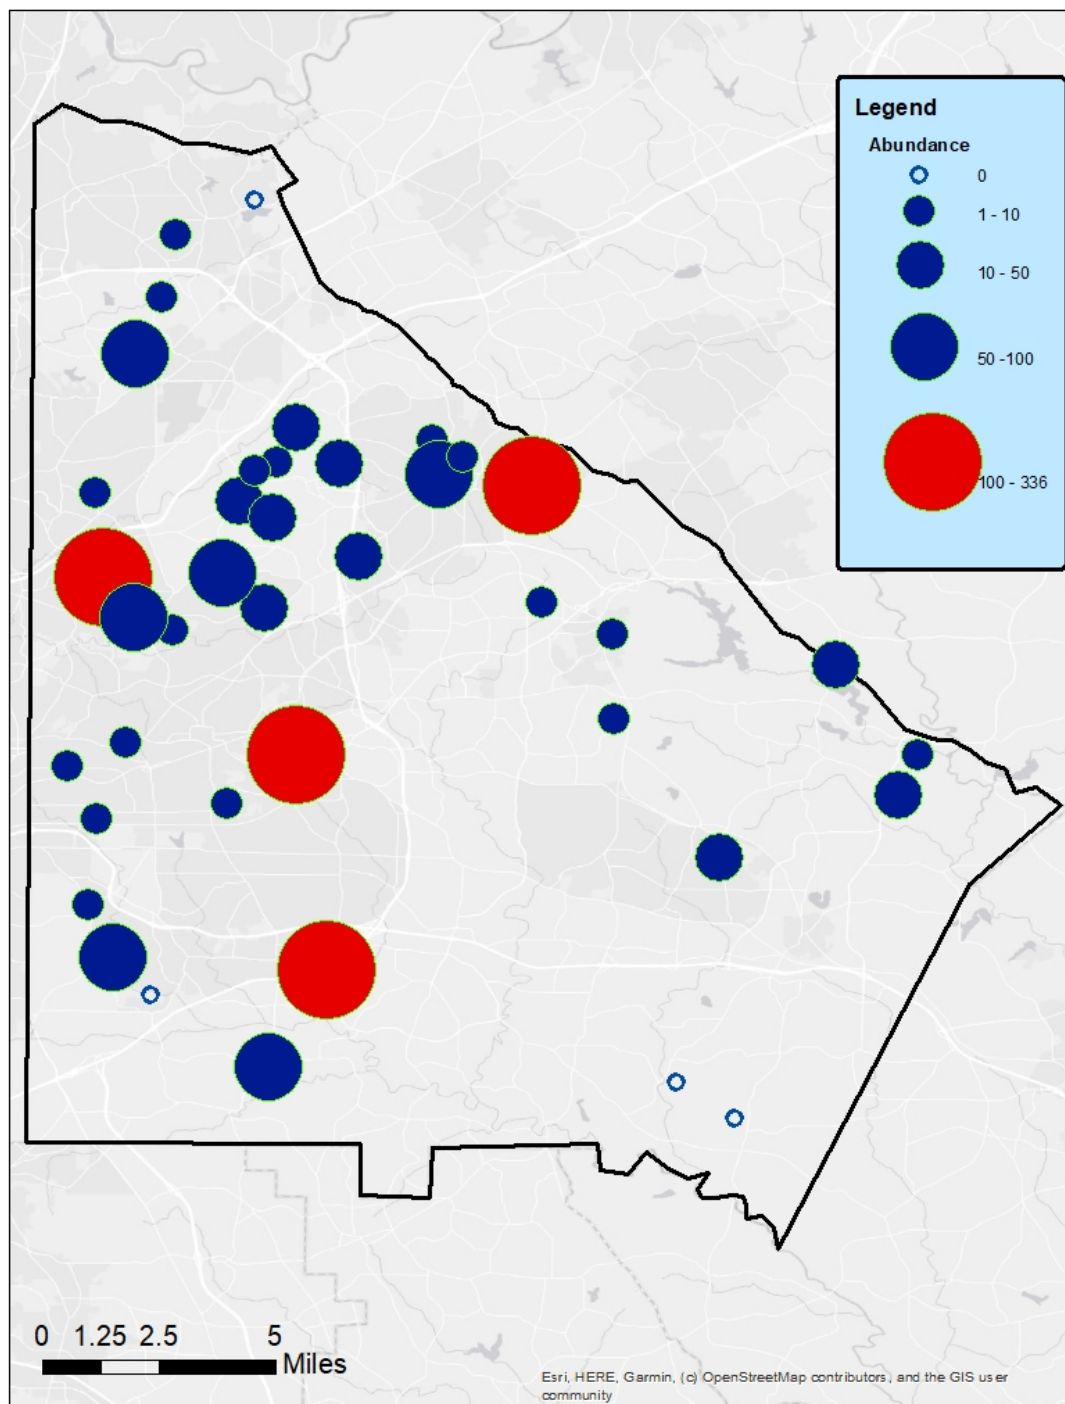 Legend
Abundance
0
1 - 10
10 - 50
50 -100
100 - 336
0 1.25 2.5 5
Miles
Esri, HERE, Garmin, (c) OpenStreetMap contributors, and the GIS user
community